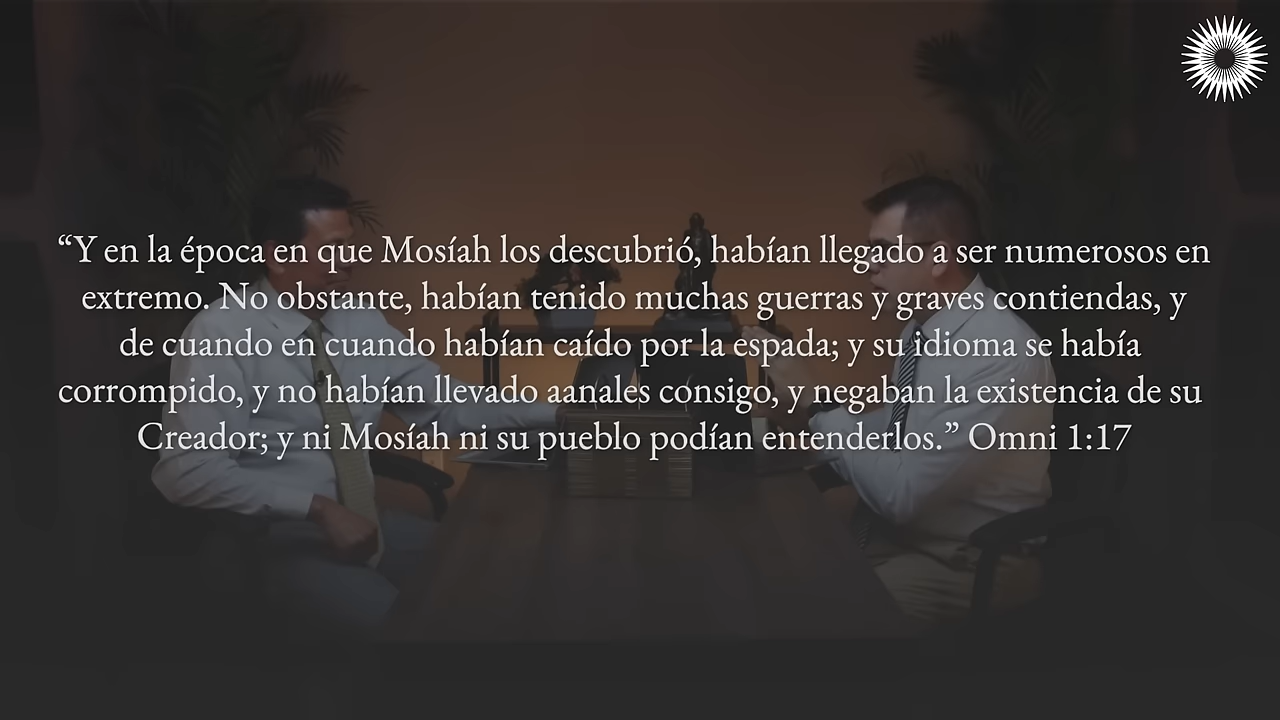 “Y en la época en que Mosíah los descubrió, habían llegado a ser numerosos en
extremo. No obstante, habían tenido muchas guerras y graves contiendas, y
de cuando en cuando habían caído por la espada; y su idioma se había
corrompido, y no habían llevado aanales consigo, y negaban la existencia de su
Creador; y ni Mosíah ni su pueblo podían entenderlos.” Omni 1:17